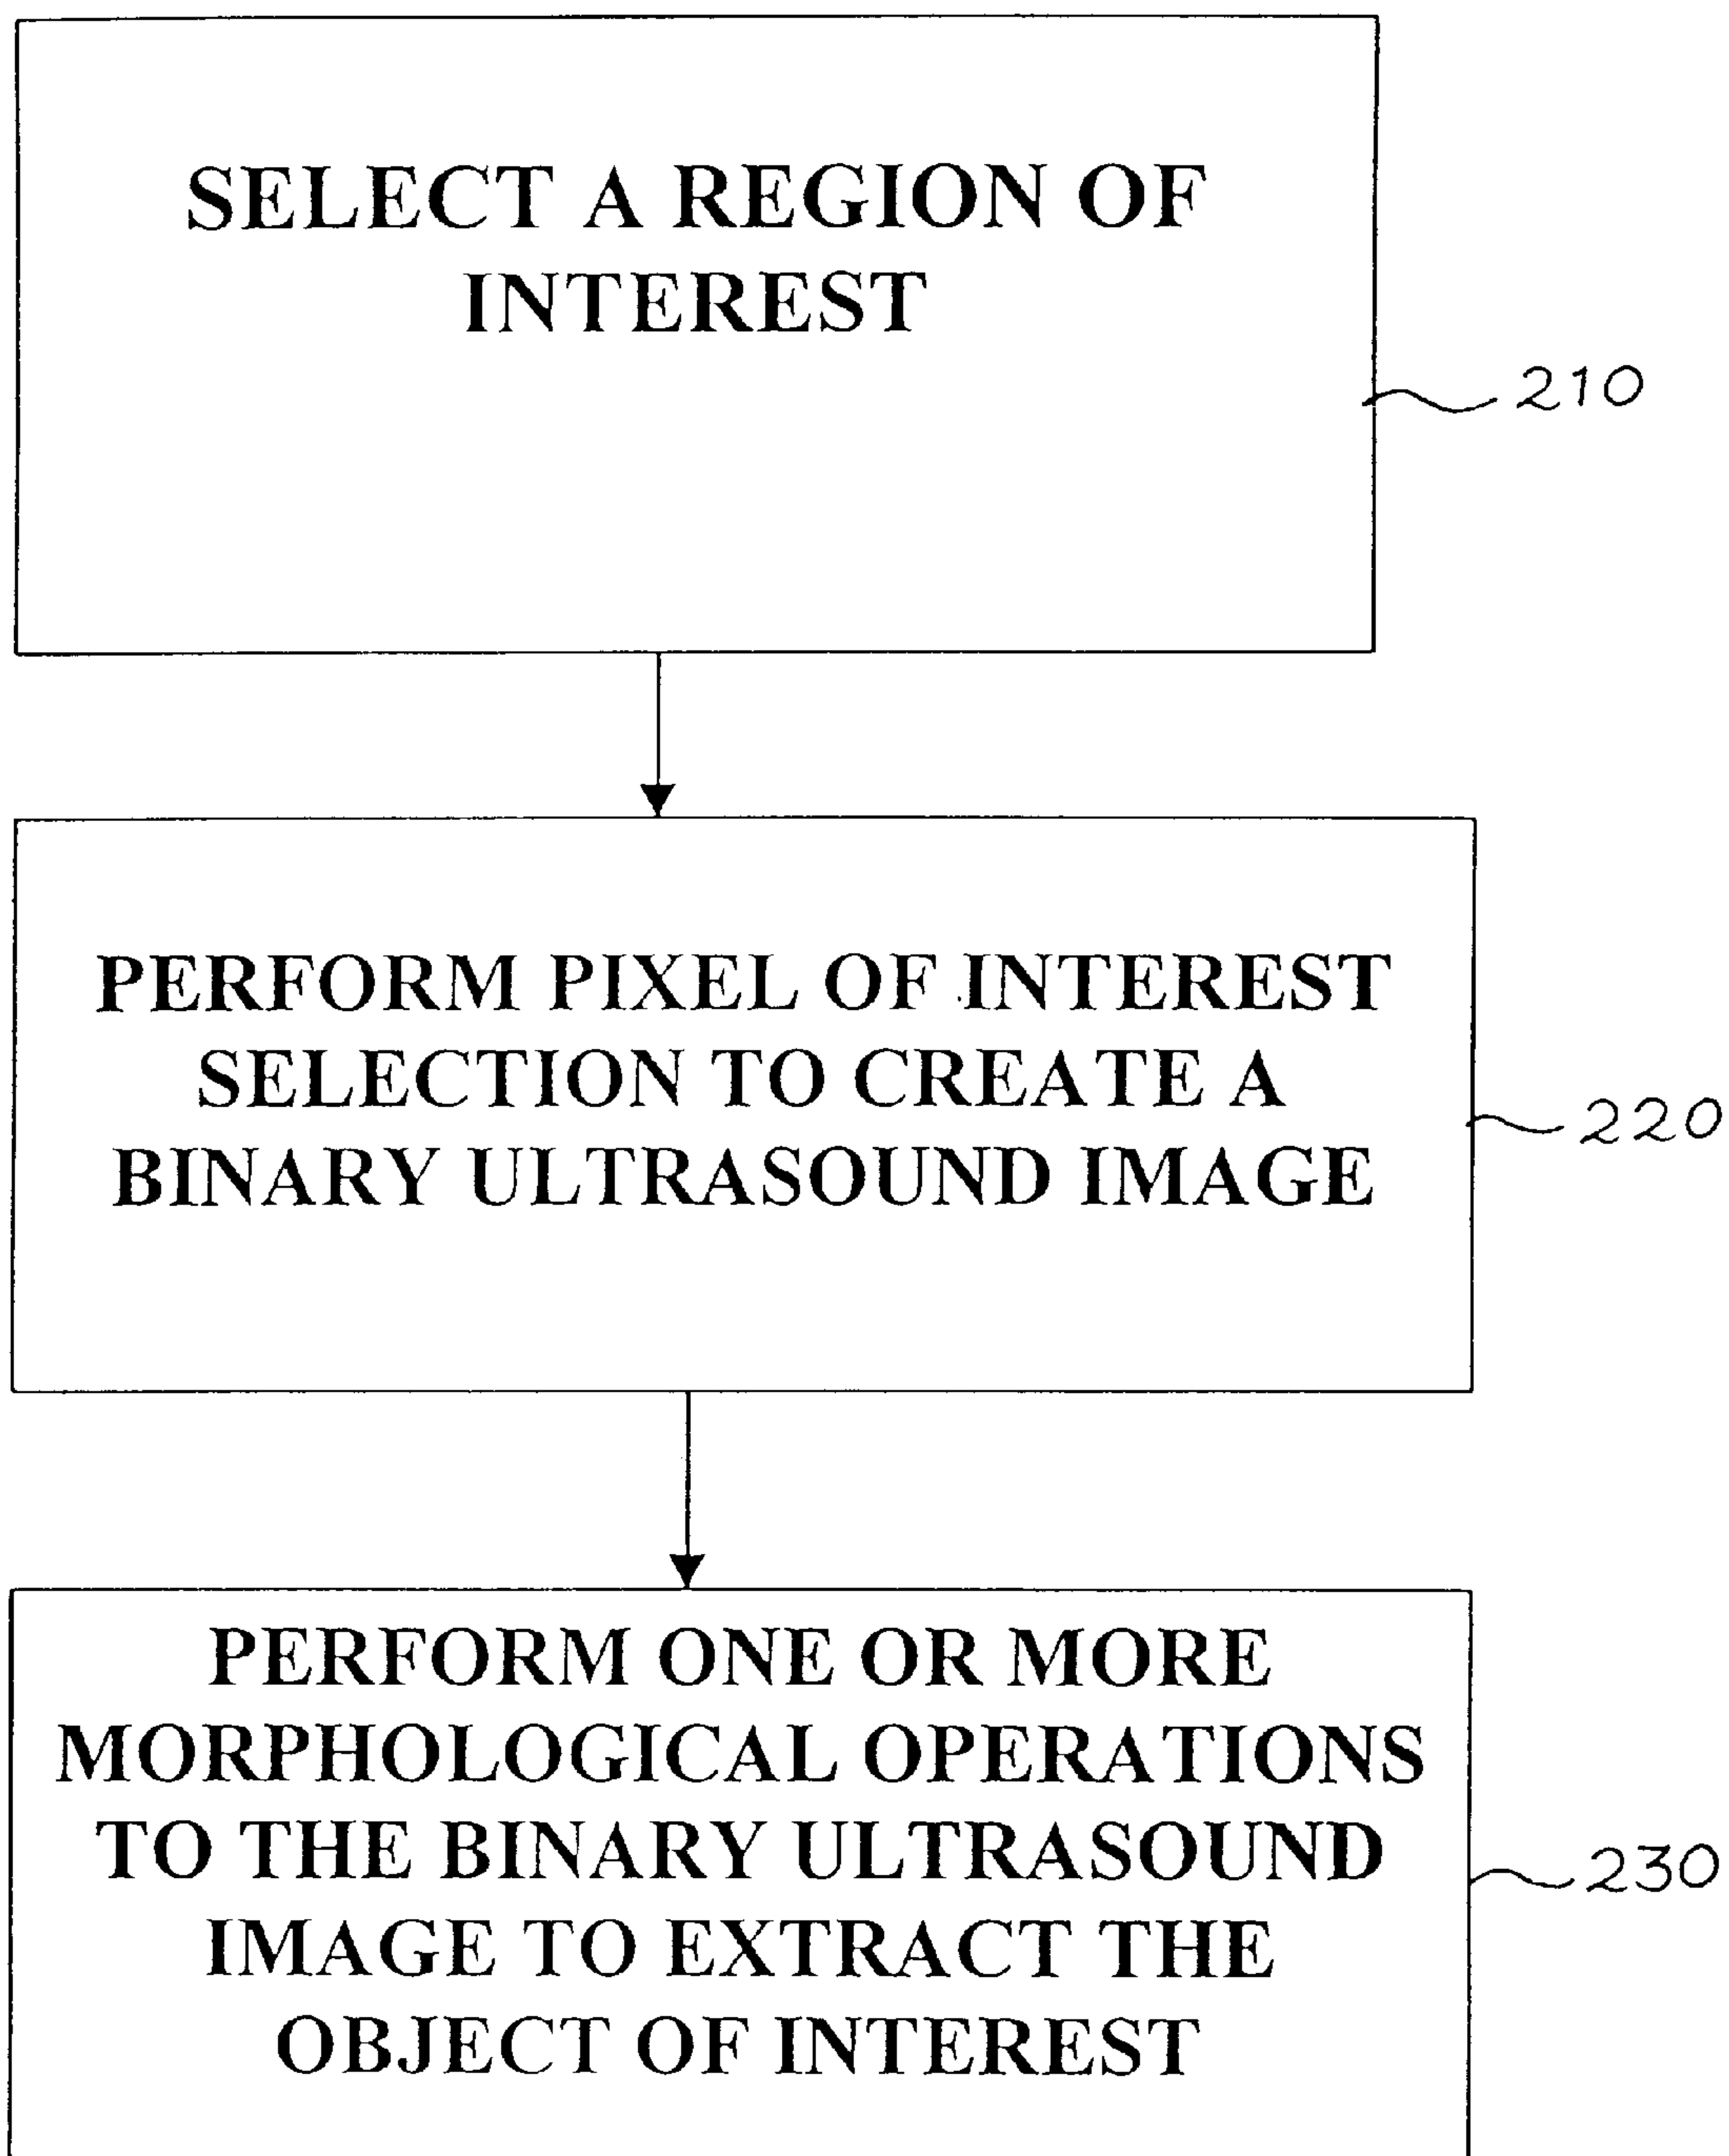 SELECT A REGION OF
INTEREST
210
PERFORM PIXEL OF INTEREST
SELECTION TO CREATE A
BINARY ULTRASOUND IMAGE
220
PERFORM ONE OR MORE
MORPHOLOGICAL OPERATIONS
TO THE BINARY ULTRASOUND
IMAGE TO EXTRACT THE
OBJECT OF INTEREST
230